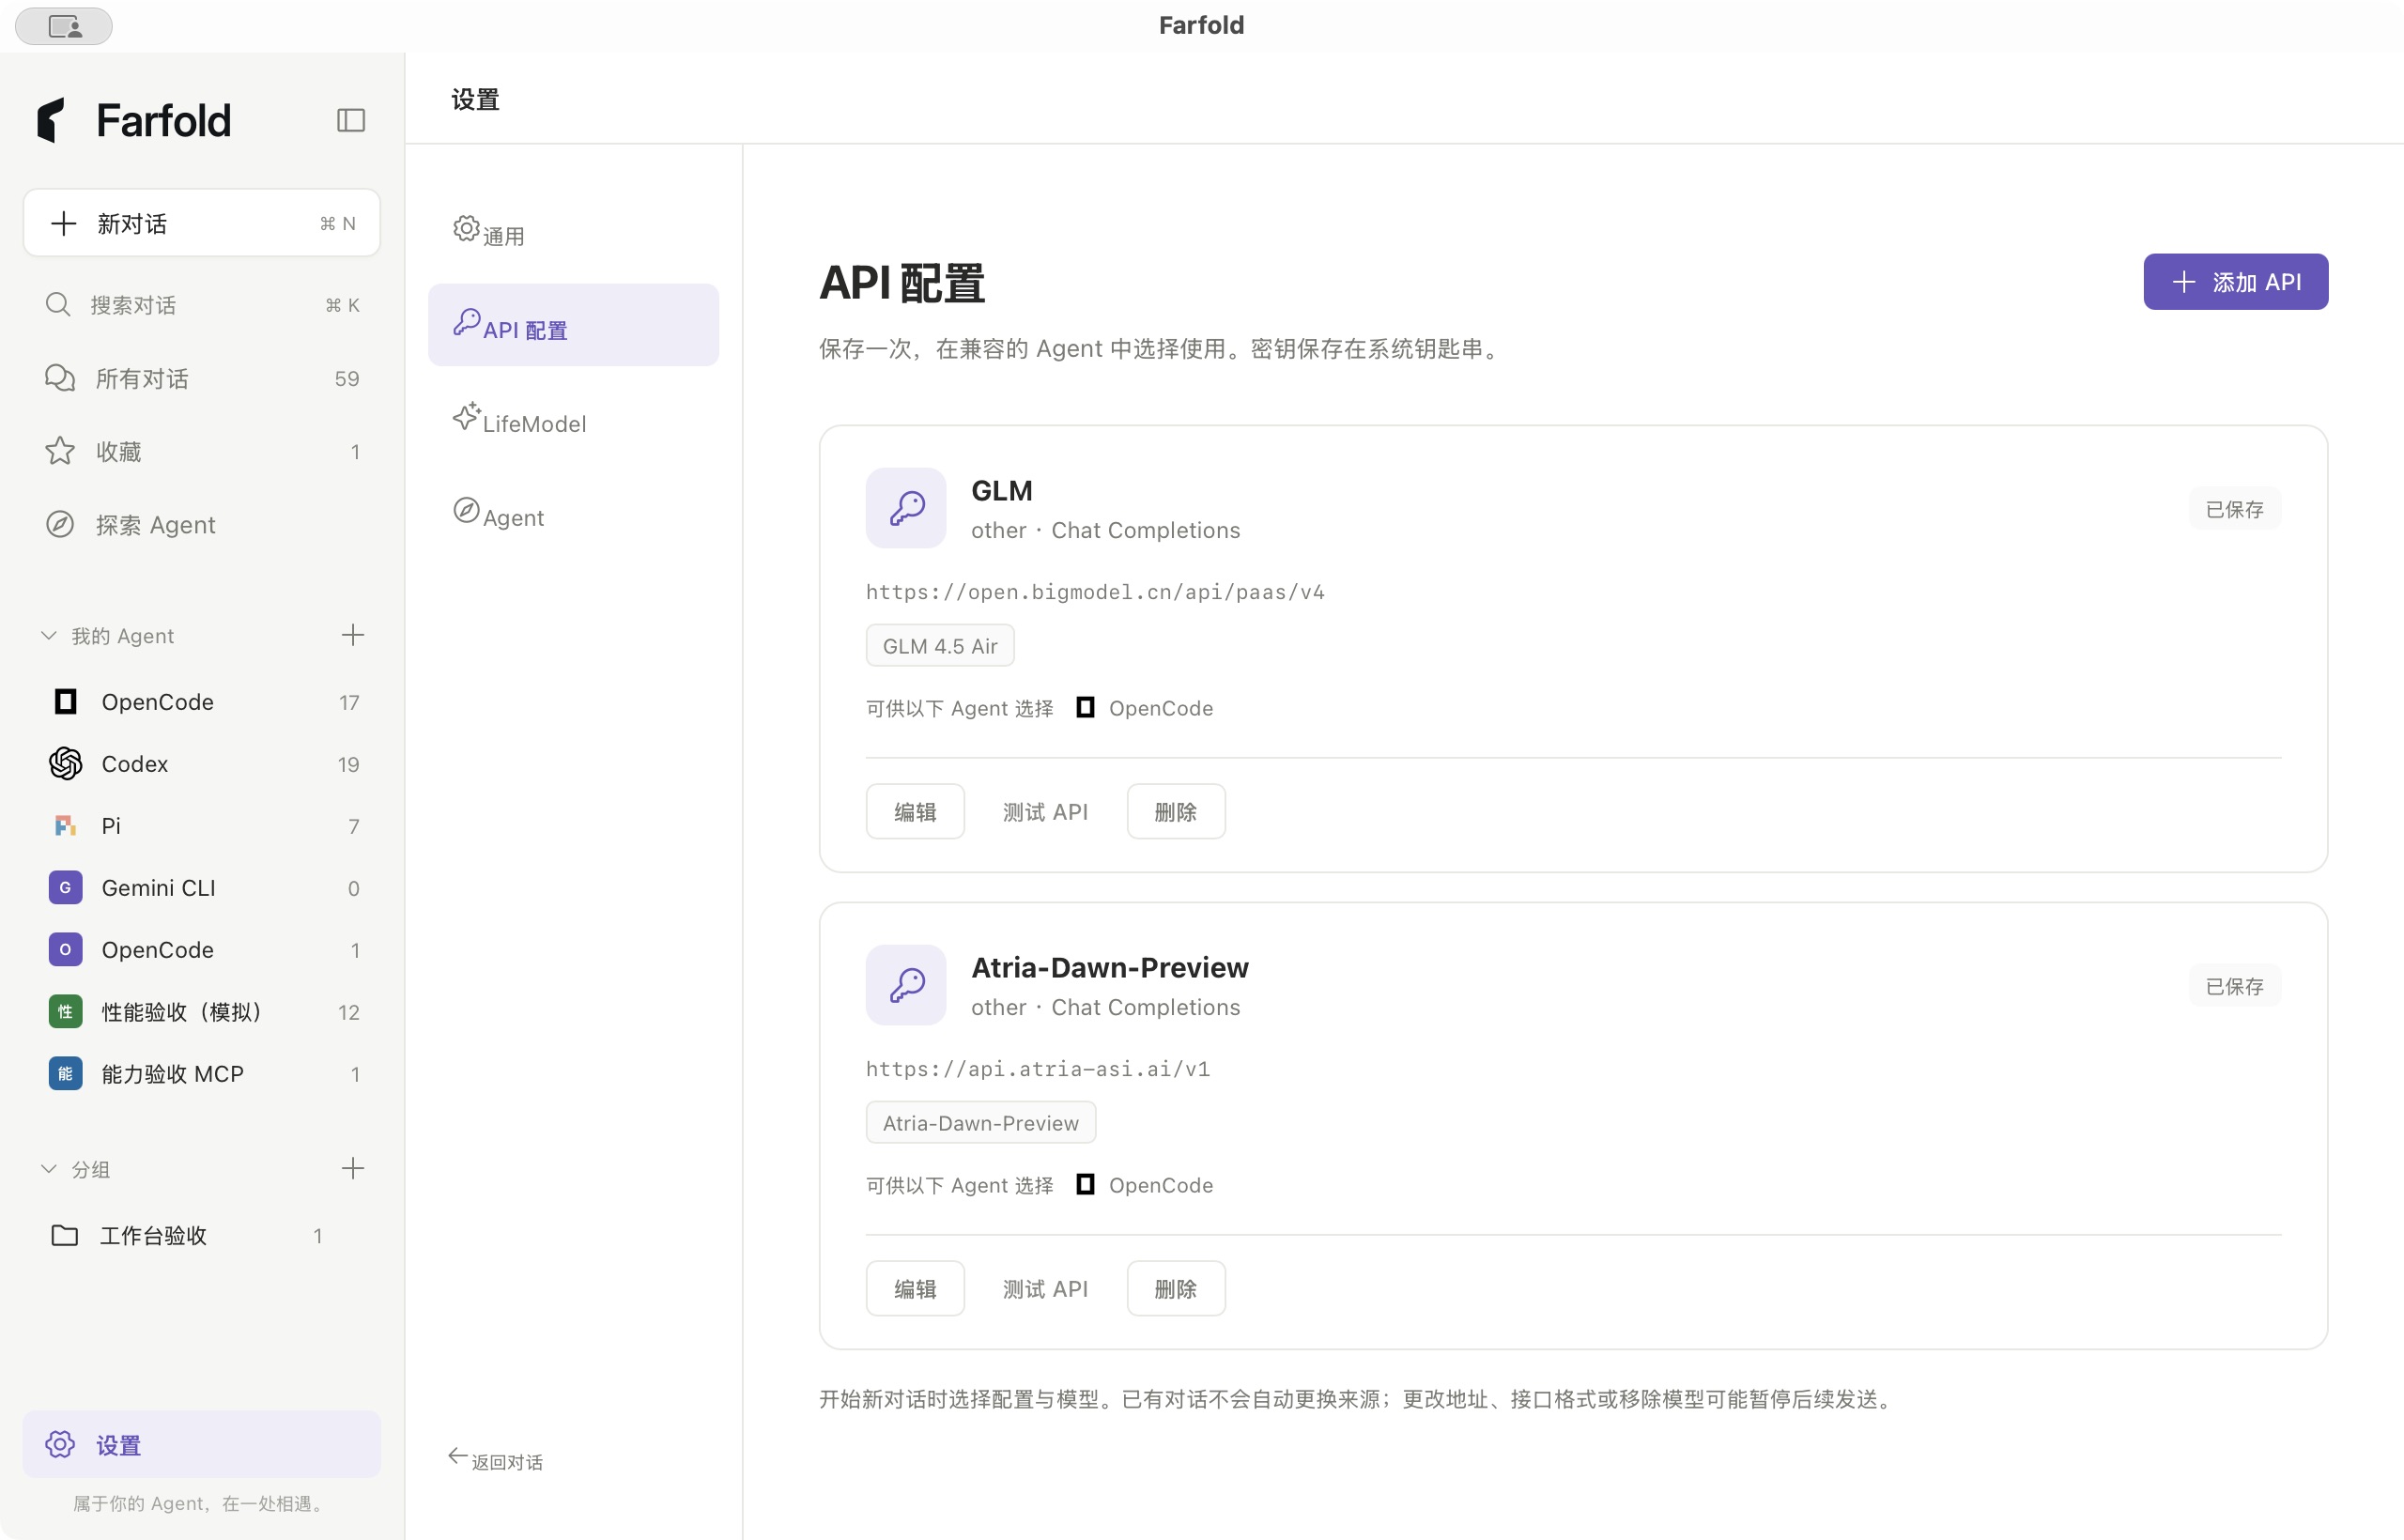 Farfold
Farfold
新对话 ⌘ N
搜索对话 ⌘ K
所有对话 59
收藏 1
探索 Agent
我的 Agent
OpenCode 17
Codex 19
Pi 7
G Gemini CLI 0
O OpenCode 1
性 性能验收（模拟） 12
能 能力验收 MCP 1
分组
工作台验收 1
设置
属于你的 Agent，在一处相遇。
设置
通用
API 配置
LifeModel
Agent
返回对话
API 配置
添加 API
保存一次，在兼容的 Agent 中选择使用。密钥保存在系统钥匙串。
GLM
已保存
other · Chat Completions
https://open.bigmodel.cn/api/paas/v4
GLM 4.5 Air
可供以下 Agent 选择 OpenCode
编辑 测试 API 删除
Atria-Dawn-Preview
已保存
other · Chat Completions
https://api.atria-asi.ai/v1
Atria-Dawn-Preview
可供以下 Agent 选择 OpenCode
编辑 测试 API 删除
开始新对话时选择配置与模型。已有对话不会自动更换来源；更改地址、接口格式或移除模型可能暂停后续发送。